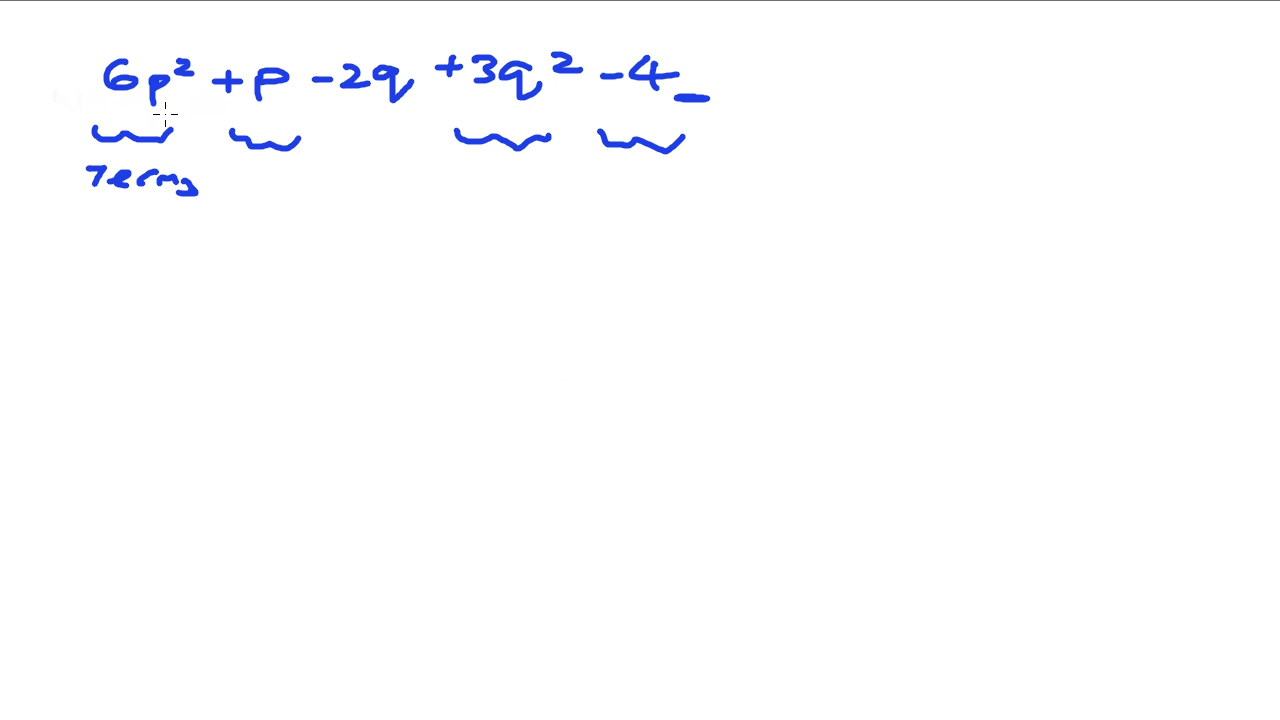 6p² + p - 2q + 3q² - 4
Terms